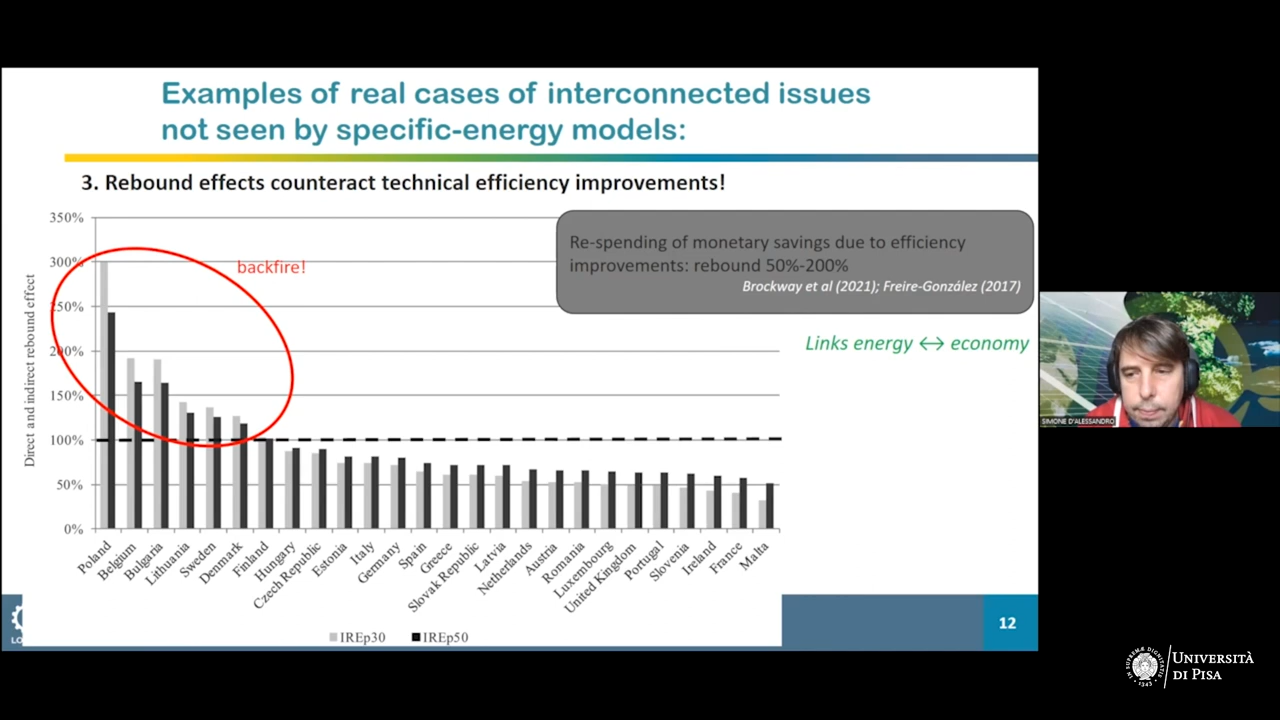 Examples of real cases of interconnected issues
not seen by specific-energy models:
3. Rebound effects counteract technical efficiency improvements!
Re-spending of monetary savings due to efficiency
improvements: rebound 50%-200%
Brockway et al (2021); Freire-González (2017)
Links energy ↔ economy
backfire!
Direct and indirect rebound effect
350%
300%
250%
200%
150%
100%
50%
0%
Poland
Belgium
Bulgaria
Lithuania
Sweden
Denmark
Finland
Hungary
Czech Republic
Estonia
Italy
Germany
Spain
Greece
Slovak Republic
Latvia
Netherlands
Austria
Romania
Luxembourg
United Kingdom
Portugal
Slovenia
Ireland
France
Malta
IREp30
IREp50
LO
12
SIMONE D'ALESSANDRO
UNIVERSITÀ
DI PISA
1343